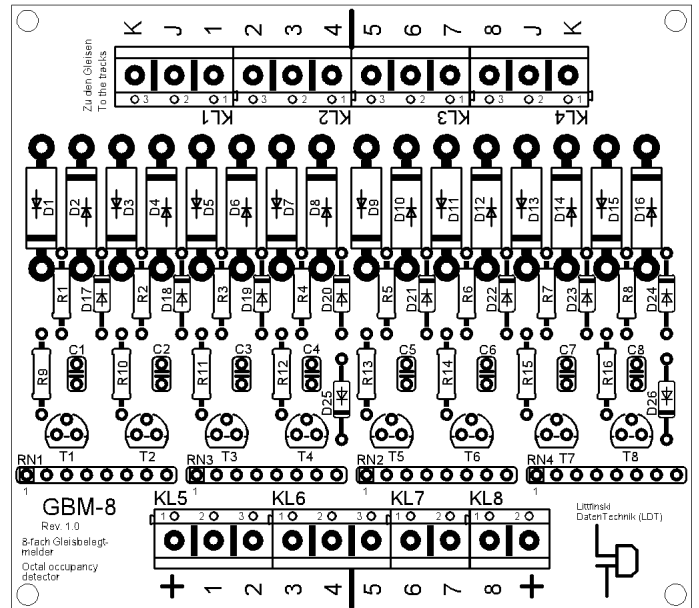 K J 1 2 3 4 5 6 7 8 J K
Zu den Gleisen
To the tracks
3 2 1 3 2 1 3 2 1 3 2 1
KL1 KL2 KL3 KL4
D1 D2 D3 D4 D5 D6 D7 D8 D9 D10 D11 D12 D13 D14 D15 D16
R1 D17 R2 D18 R3 D19 R4 D20 R5 D21 R6 D22 R7 D23 R8 D24
C1 C2 C3 C4 C5 C6 C7 C8
R9 R10 R11 R12 D25 R13 R14 R15 R16 D26
T1 T2 T3 T4 T5 T6 T7 T8
RN1 RN3 RN2 RN4
1 1 1 1
GBM-8
Rev. 1.0
8-fach Gleisbelegt-
melder
Octal occupancy
detector
KL5 KL6 KL7 KL8
1 2 3 1 2 3 1 2 1 2
+ 1 2 3 4 5 6 7 8 +
Littfinski
DatenTechnik (LDT)